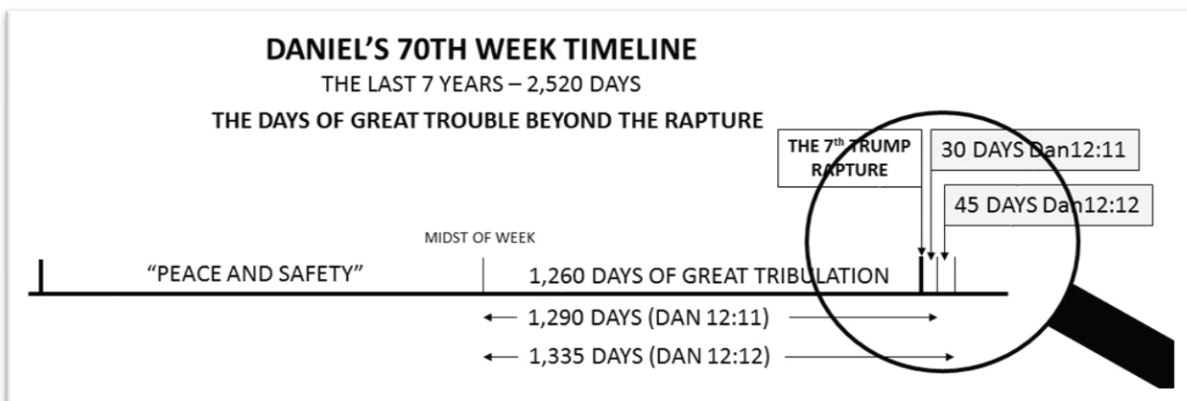 DANIEL'S 70TH WEEK TIMELINE
THE LAST 7 YEARS – 2,520 DAYS
THE DAYS OF GREAT TROUBLE BEYOND THE RAPTURE
THE 7th TRUMP
RAPTURE
30 DAYS Dan12:11
45 DAYS Dan12:12
MIDST OF WEEK
“PEACE AND SAFETY”
1,260 DAYS OF GREAT TRIBULATION
1,290 DAYS (DAN 12:11)
1,335 DAYS (DAN 12:12)